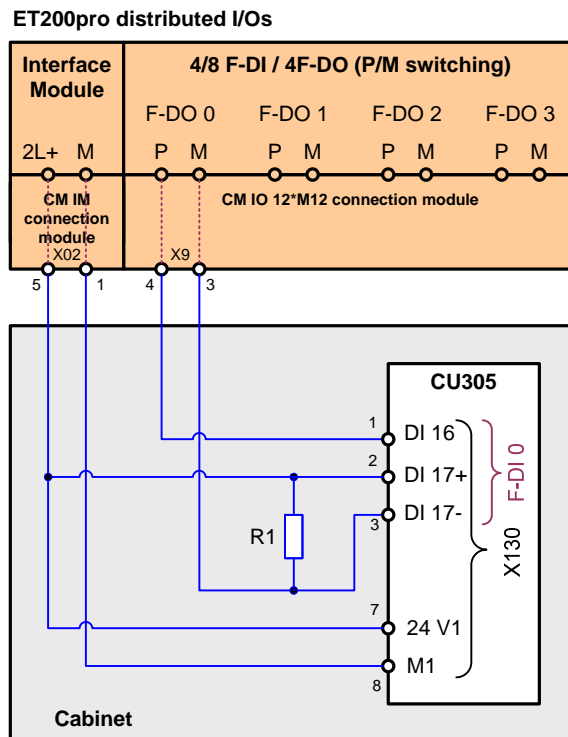 ET200pro distributed I/Os
Interface
Module
4/8 F-DI / 4F-DO (P/M switching)
F-DO 0 F-DO 1 F-DO 2 F-DO 3
2L+ M P M P M P M P M
CM IM
connection
module
CM IO 12*M12 connection module
X02 X9
5 1 4 3
CU305
1 DI 16
2 DI 17+
3 DI 17-
F-DI 0
R1
X130
7 24 V1
8 M1
Cabinet